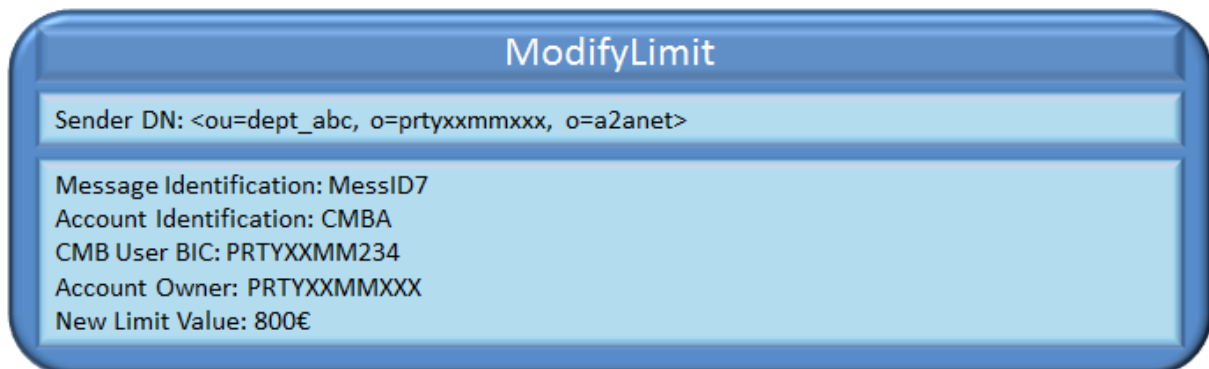 ModifyLimit
Sender DN: <ou=dept_abc, o=prtyxxmmxxx, o=a2anet>
Message Identification: MessID7
Account Identification: CMBA
CMB User BIC: PRTYXXMM234
Account Owner: PRTYXXMMXXX
New Limit Value: 800€